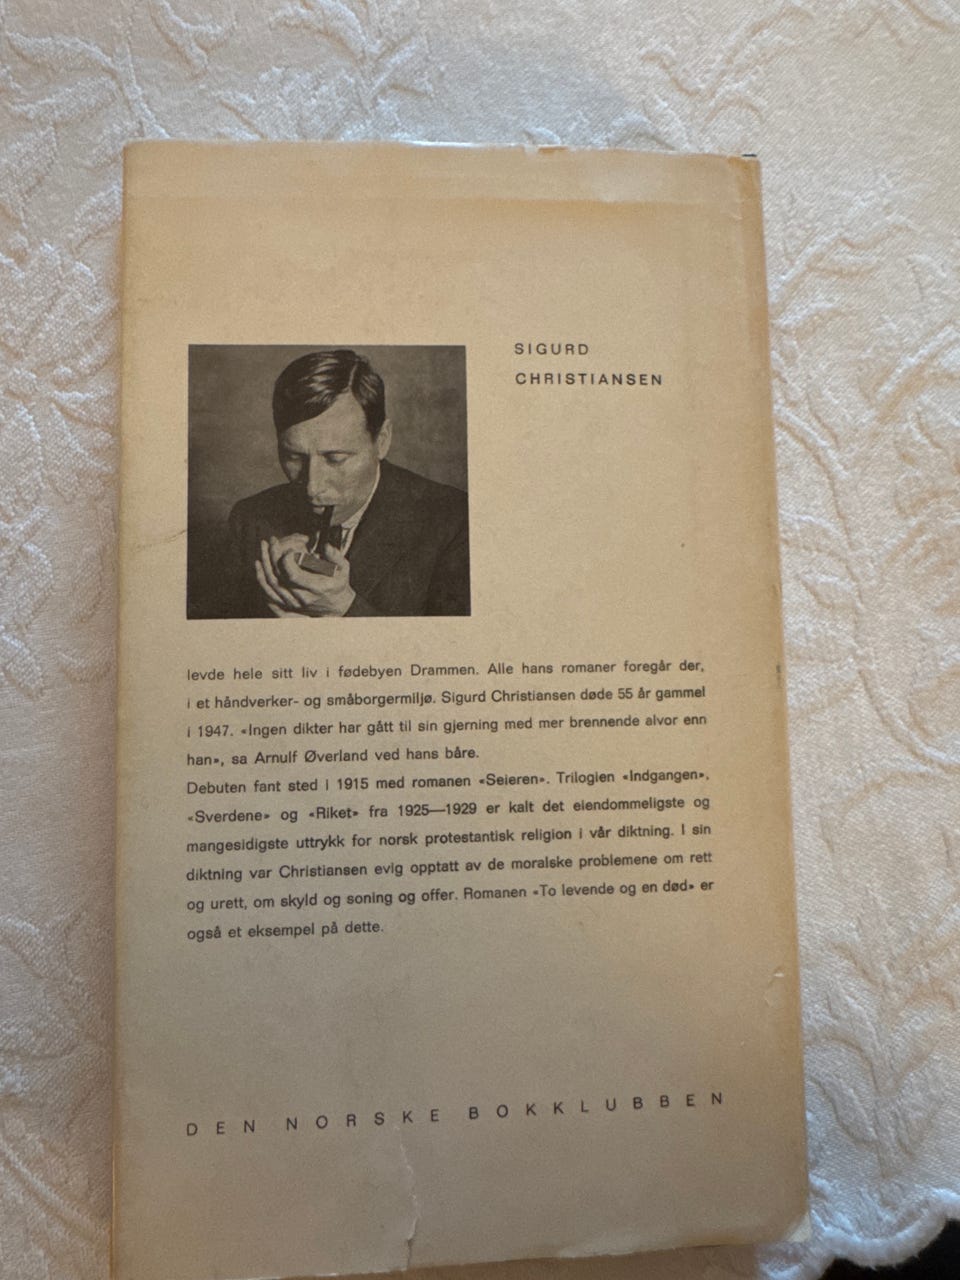 SIGURD
CHRISTIANSEN
levde hele sitt liv i fødebyen Drammen. Alle hans romaner foregår der,
i et håndverker- og småborgermiljø. Sigurd Christiansen døde 55 år gammel
i 1947. «Ingen dikter har gått til sin gjerning med mer brennende alvor enn
han», sa Arnulf Øverland ved hans båre.
Debuten fant sted i 1915 med romanen «Seieren». Trilogien «Indgangen»,
«Sverdene» og «Riket» fra 1925—1929 er kalt det eiendommeligste og
mangesidigste uttrykk for norsk protestantisk religion i vår diktning. I sin
diktning var Christiansen evig opptatt av de moralske problemene om rett
og urett, om skyld og soning og offer. Romanen «To levende og en død» er
også et eksempel på dette.
DEN NORSKE BOKKLUBBEN